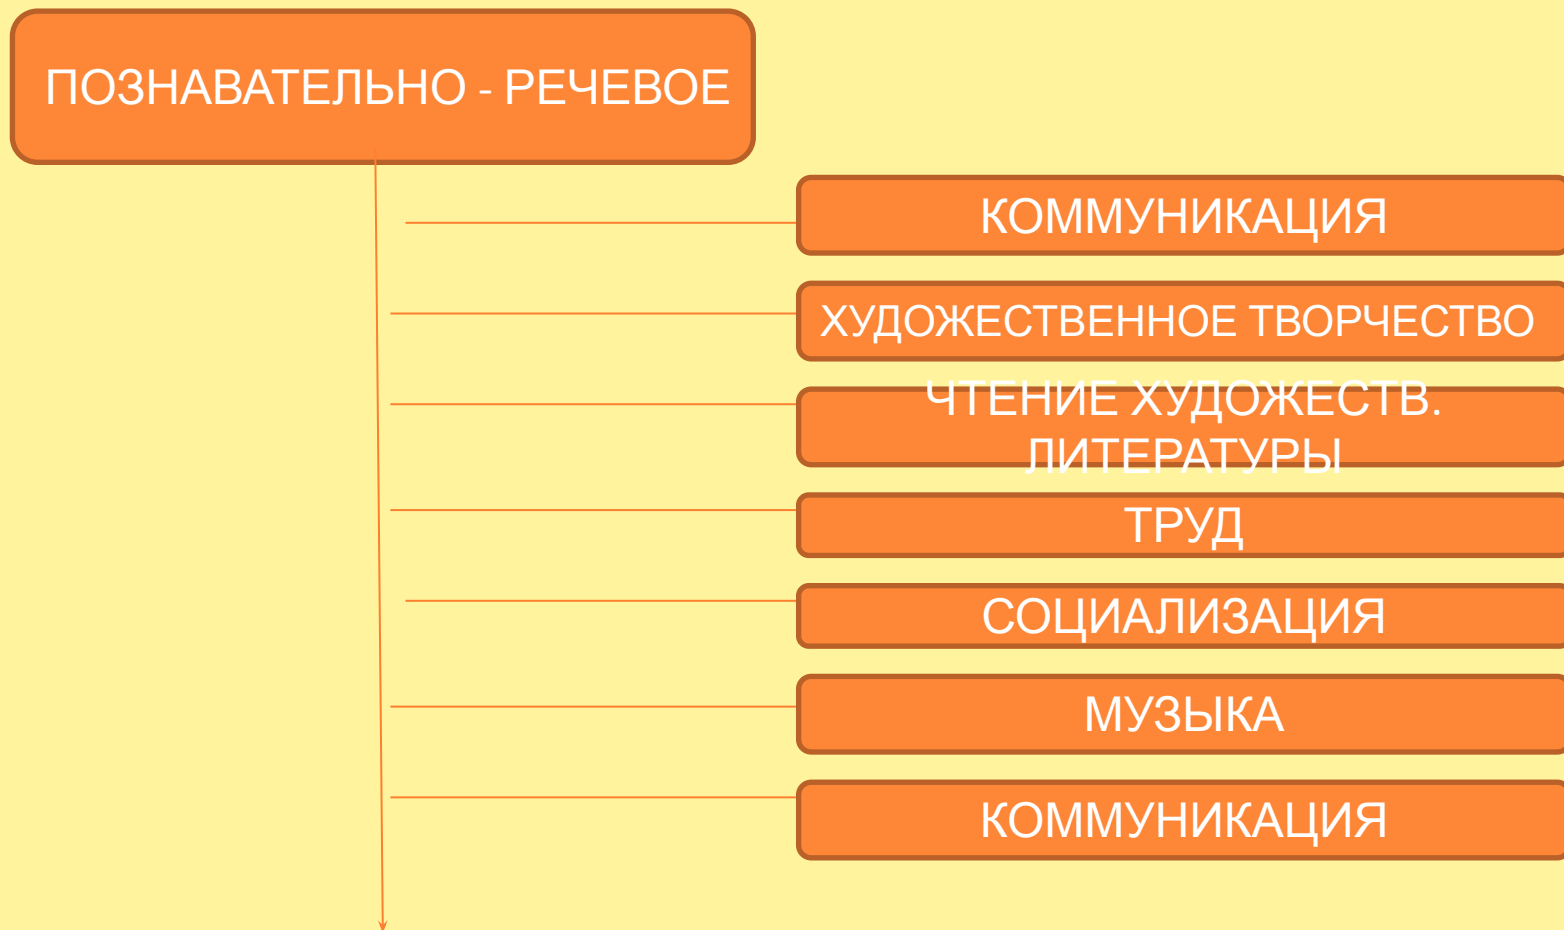 ПОЗНАВАТЕЛЬНО - РЕЧЕВОЕ
КОММУНИКАЦИЯ
ХУДОЖЕСТВЕННОЕ ТВОРЧЕСТВО
ЧТЕНИЕ ХУДОЖЕСТВ.
ЛИТЕРАТУРЫ
ТРУД
СОЦИАЛИЗАЦИЯ
МУЗЫКА
КОММУНИКАЦИЯ